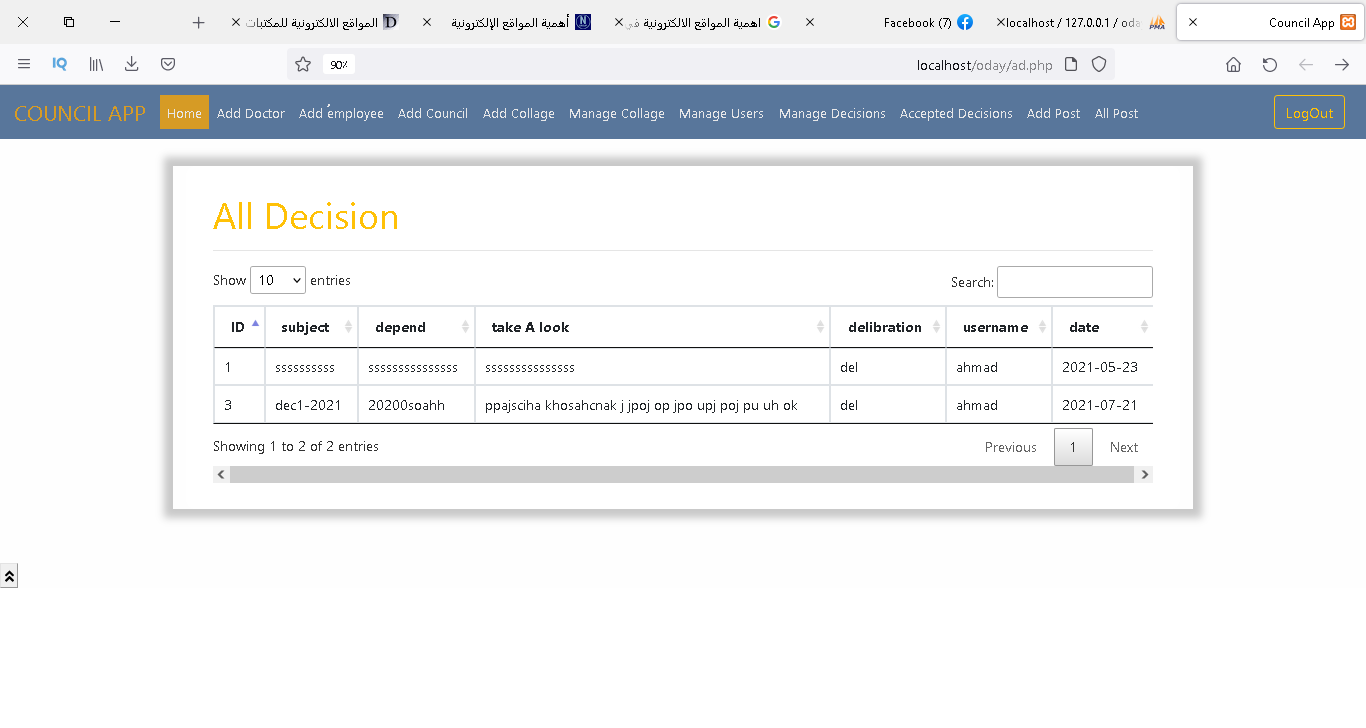 المواقع الالكترونية للمكتبات
أهمية المواقع الإلكترونية
اهمية المواقع الالكترونية في
Facebook (7)
localhost / 127.0.0.1 / oda
Council App
IQ
90٪
localhost/oday/ad.php
COUNCIL APP Home Add Doctor Add employee Add Council Add Collage Manage Collage Manage Users Manage Decisions Accepted Decisions Add Post All Post LogOut
All Decision
Show 10 entries Search:
ID subject depend take A look delibration username date
1 ssssssssss sssssssssssssss sssssssssssssss del ahmad 2021-05-23
3 dec1-2021 20200soahh ppajsciha khosahcnak j jpoj op jpo upj poj pu uh ok del ahmad 2021-07-21
Showing 1 to 2 of 2 entries Previous 1 Next